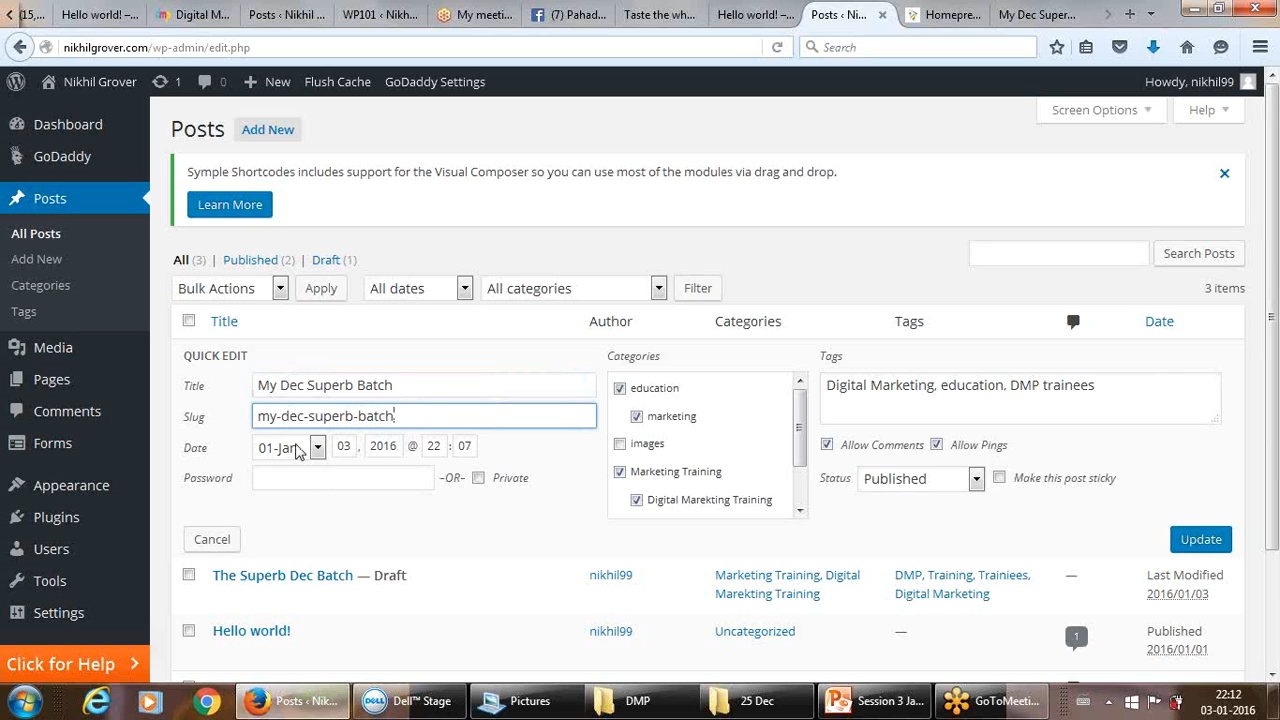 15,
Hello world! –...
Digital M...
Posts ‹ Nikhil ...
WP101 ‹ Nikh...
My meeti...
(7) Pahad...
Taste the wh...
Hello world! –...
Posts ‹ Ni...
Homepre...
My Dec Super...
nikhilgrover.com/wp-admin/edit.php
Search
Nikhil Grover
1
0
New
Flush Cache
GoDaddy Settings
Howdy, nikhil99
Dashboard
GoDaddy
Posts
All Posts
Add New
Categories
Tags
Media
Pages
Comments
Forms
Appearance
Plugins
Users
Tools
Settings
Click for Help
Screen Options
Help
Posts
Add New
Symple Shortcodes includes support for the Visual Composer so you can use most of the modules via drag and drop.
Learn More
All (3) | Published (2) | Draft (1)
Search Posts
Bulk Actions
Apply
All dates
All categories
Filter
3 items
Title
Author
Categories
Tags
Date
QUICK EDIT
Title
My Dec Superb Batch
Slug
my-dec-superb-batch
Date
01-Jan
03 , 2016 @ 22 : 07
Password
–OR–
Private
Categories
education
marketing
images
Marketing Training
Digital Marekting Training
Tags
Digital Marketing, education, DMP trainees
Allow Comments
Allow Pings
Status
Published
Make this post sticky
Cancel
Update
The Superb Dec Batch — Draft
nikhil99
Marketing Training, Digital
Marekting Training
DMP, Training, Trainiees,
Digital Marketing
—
Last Modified
2016/01/03
Hello world!
nikhil99
Uncategorized
—
1
Published
2016/01/01
Posts ‹ Nik...
Dell™ Stage
Pictures
DMP
25 Dec
Session 3 Ja...
GoToMeeti...
22:12
03-01-2016